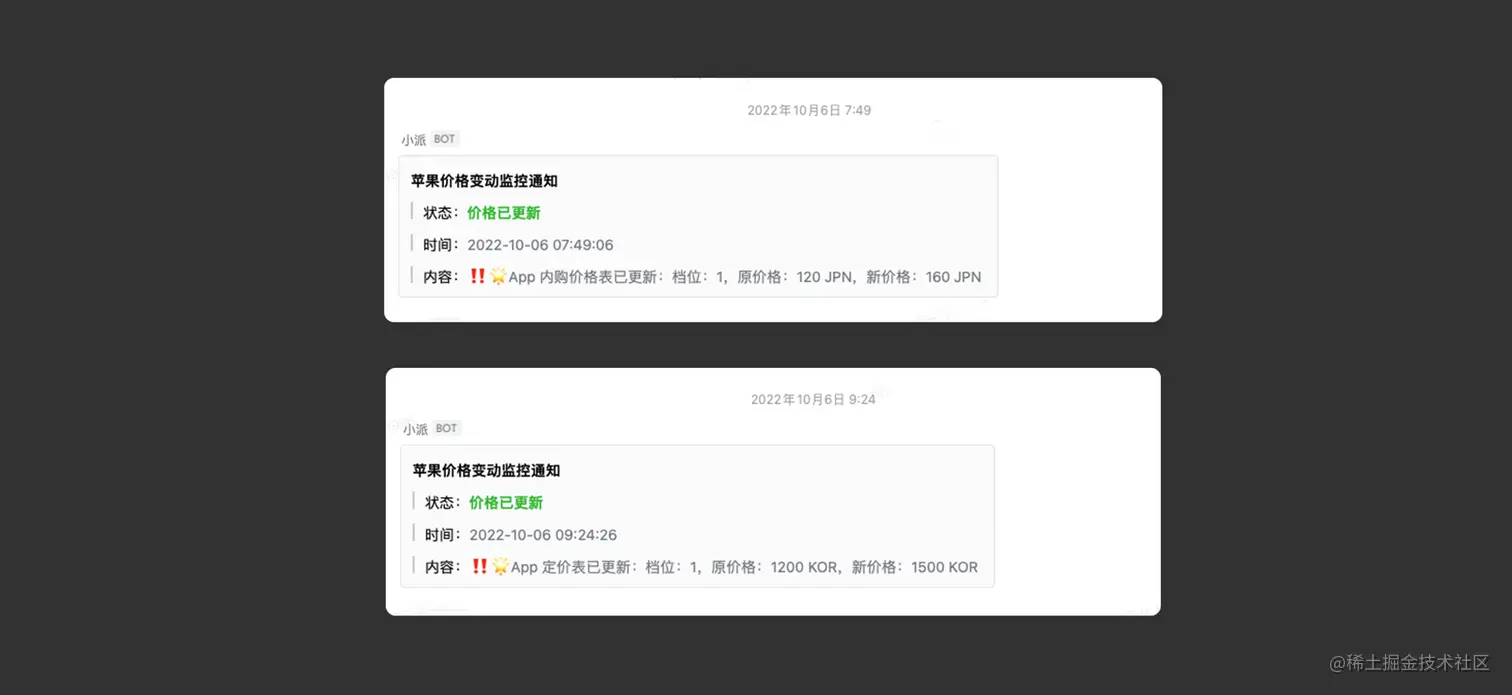 2022年10月6日 7:49
小派 BOT
苹果价格变动监控通知
状态：价格已更新
时间：2022-10-06 07:49:06
内容：‼️🌟App 内购价格表已更新：档位：1，原价格：120 JPN，新价格：160 JPN
2022年10月6日 9:24
小派 BOT
苹果价格变动监控通知
状态：价格已更新
时间：2022-10-06 09:24:26
内容：‼️🌟App 定价表已更新：档位：1，原价格：1200 KOR，新价格：1500 KOR
@稀土掘金技术社区